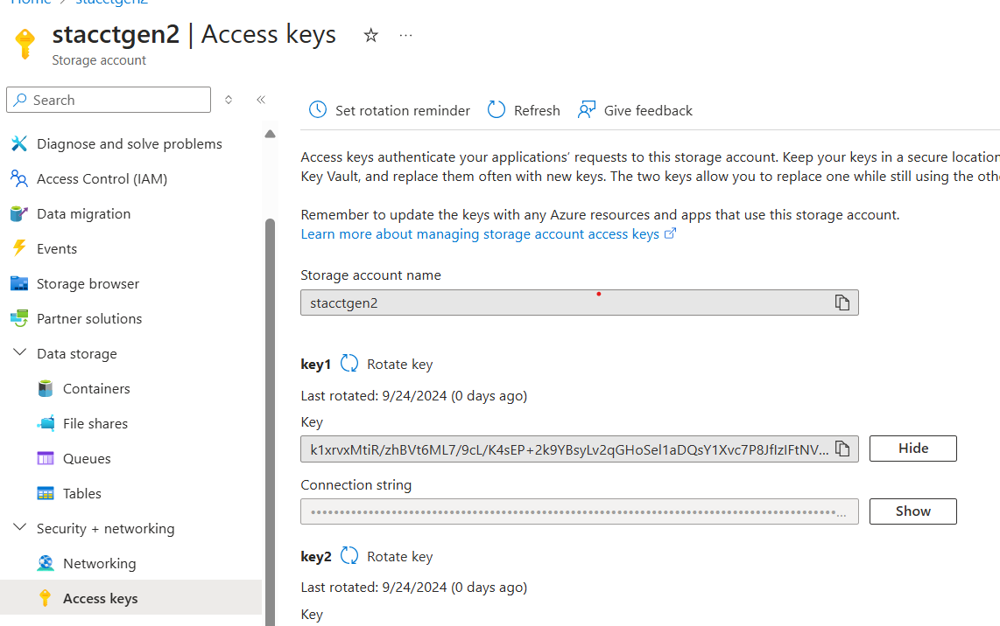 Home > stacctgen2
stacctgen2 | Access keys
Storage account
Search
Diagnose and solve problems
Access Control (IAM)
Data migration
Events
Storage browser
Partner solutions
Data storage
Containers
File shares
Queues
Tables
Security + networking
Networking
Access keys
Set rotation reminder
Refresh
Give feedback
Access keys authenticate your applications’ requests to this storage account. Keep your keys in a secure location
Key Vault, and replace them often with new keys. The two keys allow you to replace one while still using the othe
Remember to update the keys with any Azure resources and apps that use this storage account.
Learn more about managing storage account access keys
Storage account name
stacctgen2
key1
Rotate key
Last rotated: 9/24/2024 (0 days ago)
Key
Hide
Connection string
Show
key2
Rotate key
Last rotated: 9/24/2024 (0 days ago)
Key